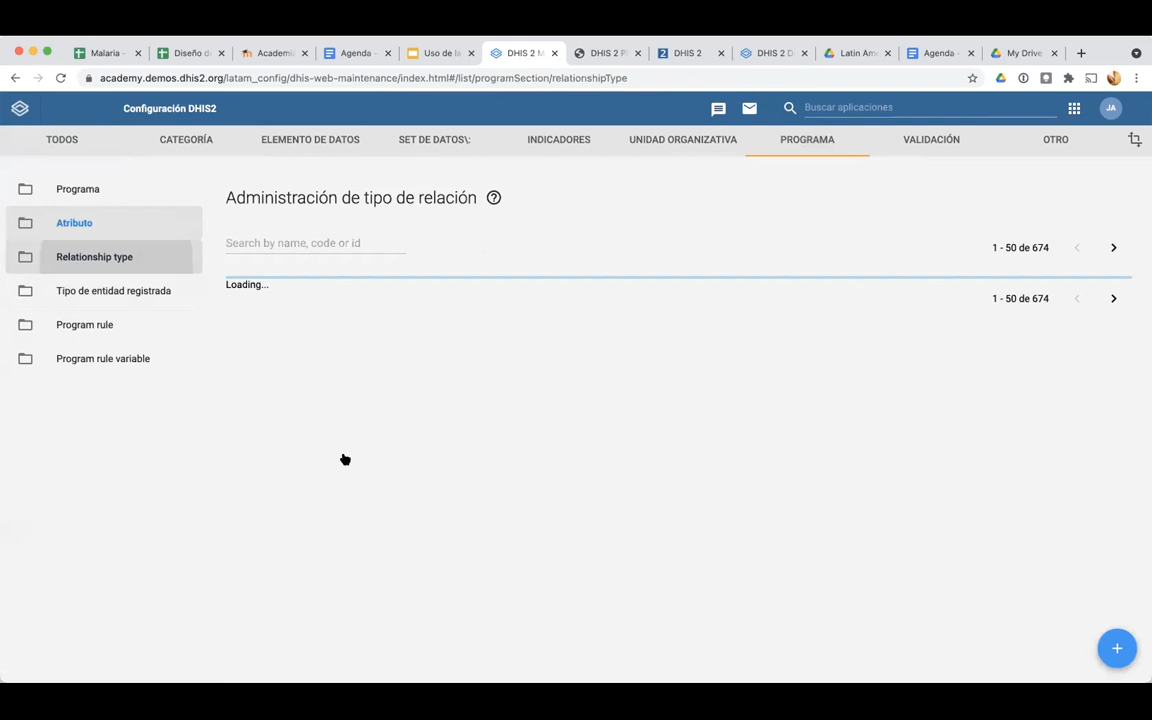 Malaria -
Diseño d
Academi
Agenda -
Uso de la
DHIS 2 M
DHIS 2 P
DHIS 2
DHIS 2 D
Latin Am
Agenda -
My Drive
academy.demos.dhis2.org/latam_config/dhis-web-maintenance/index.html#/list/programSection/relationshipType
Configuración DHIS2
Buscar aplicaciones
JA
TODOS
CATEGORÍA
ELEMENTO DE DATOS
SET DE DATOS\:
INDICADORES
UNIDAD ORGANIZATIVA
PROGRAMA
VALIDACIÓN
OTRO
Programa
Atributo
Relationship type
Tipo de entidad registrada
Program rule
Program rule variable
Administración de tipo de relación
Search by name, code or id
1 - 50 de 674
Loading...
1 - 50 de 674